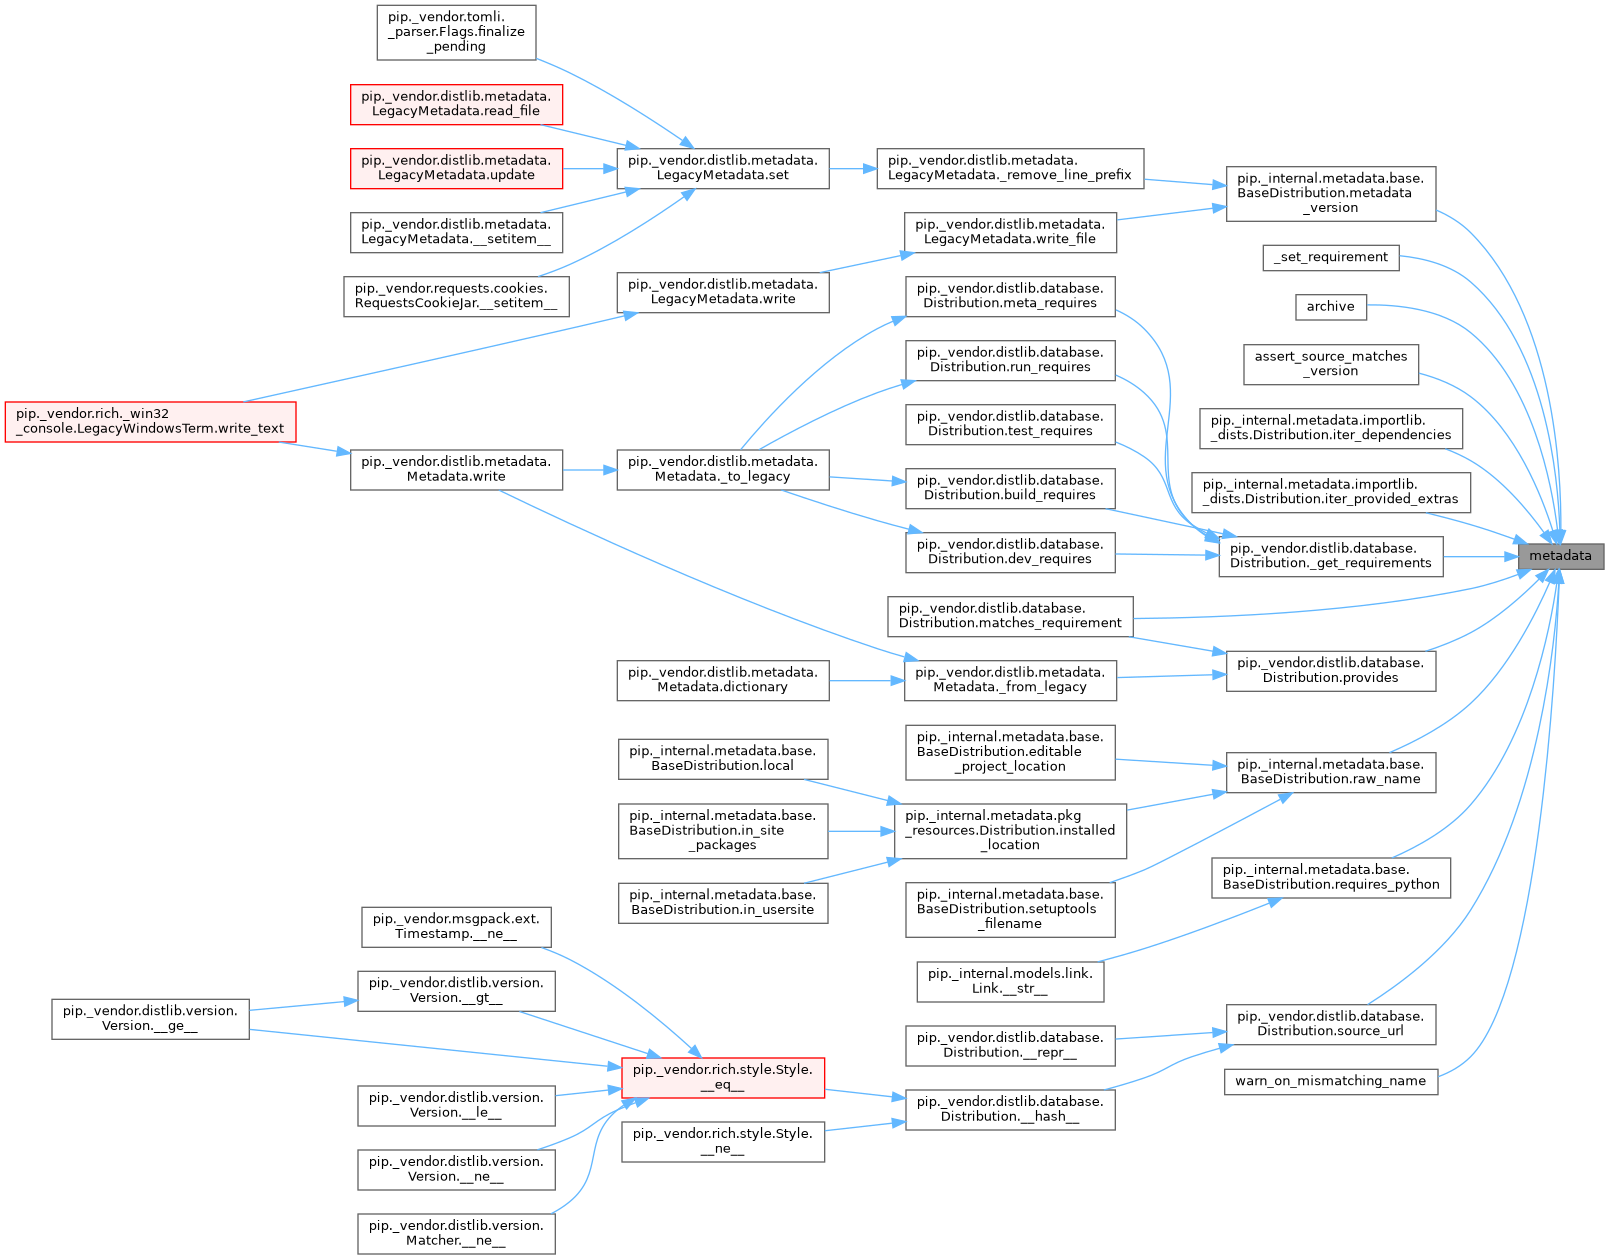 pip._vendor.tomli.
_parser.Flags.finalize
_pending
pip._vendor.distlib.metadata.
LegacyMetadata.read_file
pip._vendor.distlib.metadata.
LegacyMetadata.update
pip._vendor.distlib.metadata.
LegacyMetadata.__setitem__
pip._vendor.requests.cookies.
RequestsCookieJar.__setitem__
pip._vendor.distlib.metadata.
LegacyMetadata.set
pip._vendor.distlib.metadata.
LegacyMetadata._remove_line_prefix
pip._internal.metadata.base.
BaseDistribution.metadata
_version
pip._vendor.distlib.metadata.
LegacyMetadata.write_file
pip._vendor.distlib.metadata.
LegacyMetadata.write
_set_requirement
archive
assert_source_matches
_version
pip._vendor.distlib.database.
Distribution.meta_requires
pip._vendor.distlib.database.
Distribution.run_requires
pip._vendor.distlib.database.
Distribution.test_requires
pip._vendor.distlib.database.
Distribution.build_requires
pip._vendor.distlib.database.
Distribution.dev_requires
pip._vendor.rich._win32
_console.LegacyWindowsTerm.write_text
pip._vendor.distlib.metadata.
Metadata.write
pip._vendor.distlib.metadata.
Metadata._to_legacy
pip._internal.metadata.importlib.
_dists.Distribution.iter_dependencies
pip._internal.metadata.importlib.
_dists.Distribution.iter_provided_extras
pip._vendor.distlib.database.
Distribution._get_requirements
metadata
pip._vendor.distlib.database.
Distribution.matches_requirement
pip._vendor.distlib.database.
Distribution.provides
pip._vendor.distlib.metadata.
Metadata._from_legacy
pip._vendor.distlib.metadata.
Metadata.dictionary
pip._internal.metadata.base.
BaseDistribution.editable
_project_location
pip._internal.metadata.base.
BaseDistribution.raw_name
pip._internal.metadata.base.
BaseDistribution.local
pip._internal.metadata.base.
BaseDistribution.in_site
_packages
pip._internal.metadata.base.
BaseDistribution.in_usersite
pip._internal.metadata.pkg
_resources.Distribution.installed
_location
pip._internal.metadata.base.
BaseDistribution.setuptools
_filename
pip._internal.metadata.base.
BaseDistribution.requires_python
pip._internal.models.link.
Link.__str__
pip._vendor.distlib.database.
Distribution.source_url
pip._vendor.distlib.database.
Distribution.__repr__
warn_on_mismatching_name
pip._vendor.distlib.database.
Distribution.__hash__
pip._vendor.rich.style.Style.
__eq__
pip._vendor.rich.style.Style.
__ne__
pip._vendor.msgpack.ext.
Timestamp.__ne__
pip._vendor.distlib.version.
Version.__gt__
pip._vendor.distlib.version.
Version.__ge__
pip._vendor.distlib.version.
Version.__le__
pip._vendor.distlib.version.
Version.__ne__
pip._vendor.distlib.version.
Matcher.__ne__